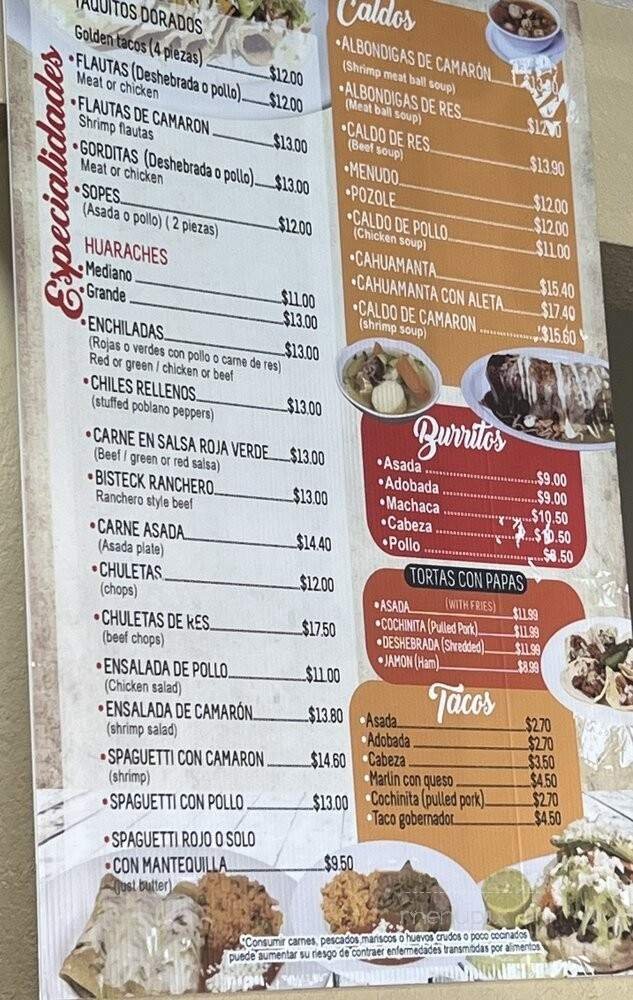 TAQUITOS DORADOS
Golden tacos (4 piezas) $12.00
•FLAUTAS (Deshebrada o pollo) $12.00
Meat or chicken
•FLAUTAS DE CAMARON $13.00
Shrimp flautas
•GORDITAS (Deshebrada o pollo) $13.00
Meat or chicken
•SOPES $12.00
(Asada o pollo) ( 2 piezas)
Especialidades
HUARACHES
Mediano $11.00
Grande $13.00
•ENCHILADAS $13.00
(Rojas o verdes con pollo o carne de res)
Red or green / chicken or beef
•CHILES RELLENOS $13.00
(stuffed poblano peppers)
•CARNE EN SALSA ROJA VERDE $13.00
(Beef / green or red salsa)
•BISTECK RANCHERO $13.00
Ranchero style beef
•CARNE ASADA $14.40
(Asada plate)
•CHULETAS $12.00
(chops)
•CHULETAS DE RES $17.50
(beef chops)
•ENSALADA DE POLLO $11.00
(Chicken salad)
•ENSALADA DE CAMARÓN $13.80
(shrimp salad)
•SPAGUETTI CON CAMARON $14.60
(shrimp)
•SPAGUETTI CON POLLO $13.00
•SPAGUETTI ROJO O SOLO
•CON MANTEQUILLA $9.50
(just butter)
Caldos
•ALBONDIGAS DE CAMARÓN
(Shrimp meat ball soup)
•ALBONDIGAS DE RES
(Meat ball soup)
•CALDO DE RES $13.90
(Beef soup)
•MENUDO $12.00
•POZOLE $12.00
•CALDO DE POLLO $11.00
(Chicken soup)
•CAHUAMANTA $15.40
•CAHUAMANTA CON ALETA $17.40
•CALDO DE CAMARON $15.60
(shrimp soup)
Burritos
•Asada $9.00
•Adobada $9.00
•Machaca $10.50
•Cabeza $10.50
•Pollo $8.50
TORTAS CON PAPAS
(WITH FRIES)
•ASADA $11.99
•COCHINITA (Pulled Pork) $11.99
•DESHEBRADA (Shredded) $11.99
•JAMON (Ham) $8.99
Tacos
•Asada $2.70
•Adobada $2.70
•Cabeza $3.50
•Marlin con queso $4.50
•Cochinita (pulled pork) $2.70
•Taco gobernador $4.50
*Consumir carnes, pescados,mariscos o huevos crudos o poco cocinados
puede aumentar su riesgo de contraer enfermedades transmitidas por alimentos